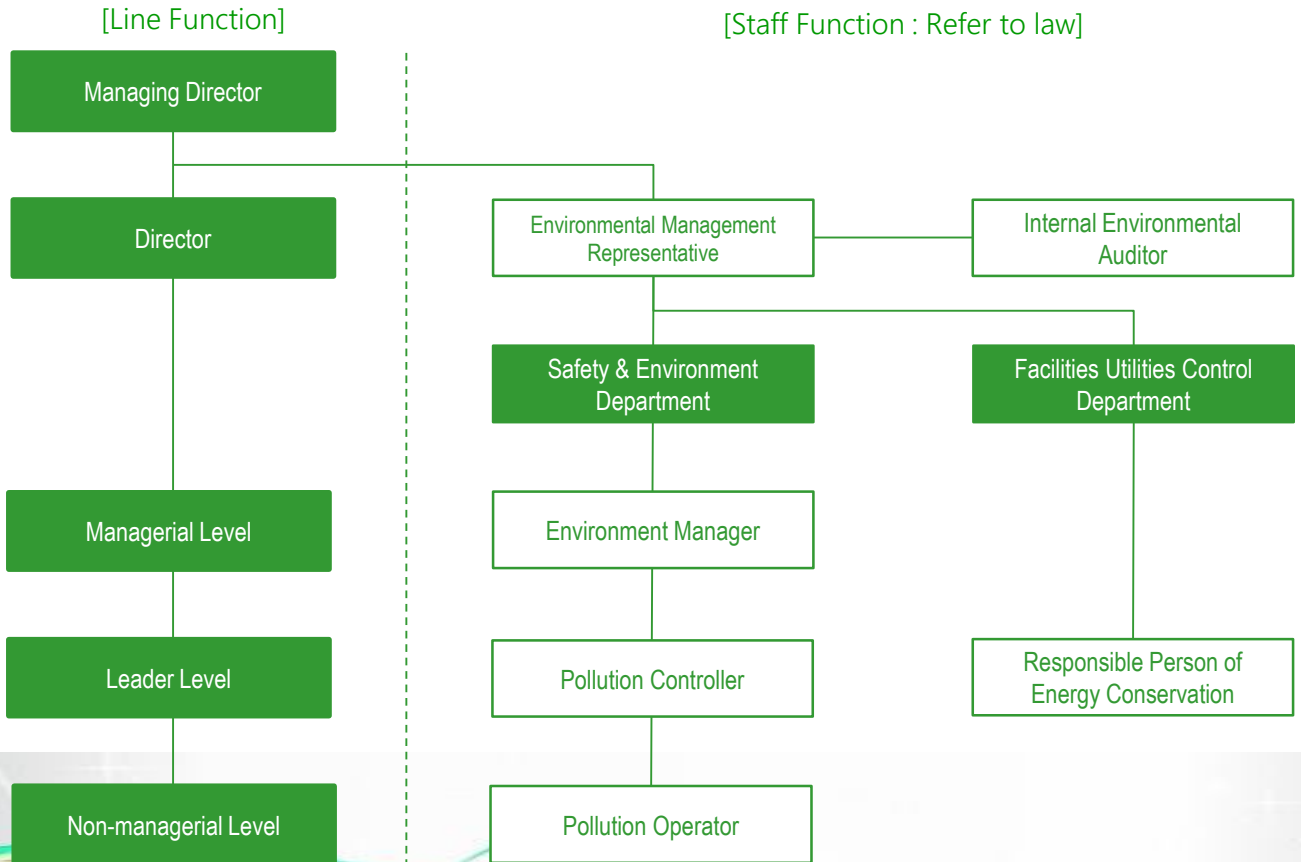 [Line Function]
[Staff Function : Refer to law]
Managing Director
Director
Environmental Management
Representative
Internal Environmental
Auditor
Safety & Environment
Department
Facilities Utilities Control
Department
Managerial Level
Environment Manager
Leader Level
Pollution Controller
Responsible Person of
Energy Conservation
Non-managerial Level
Pollution Operator